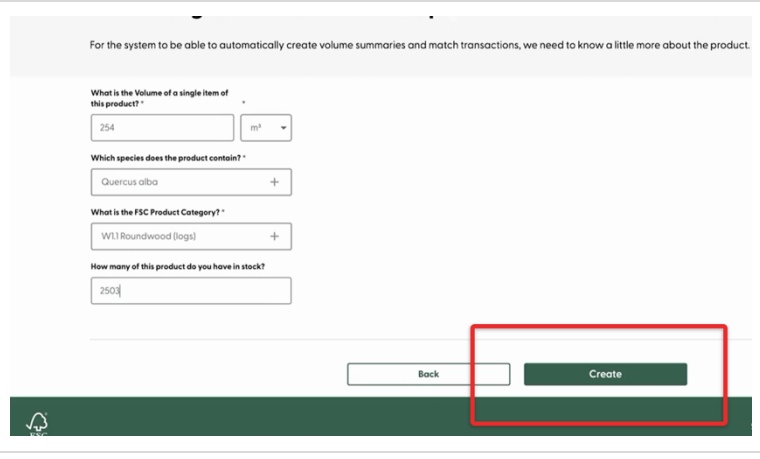 For the system to be able to automatically create volume summaries and match transactions, we need to know a little more about the product.
What is the Volume of a single item of
this product? * *
254 m³
Which species does the product contain? *
Quercus alba +
What is the FSC Product Category? *
W1.1 Roundwood (logs) +
How many of this product do you have in stock?
2503
Back Create
FSC